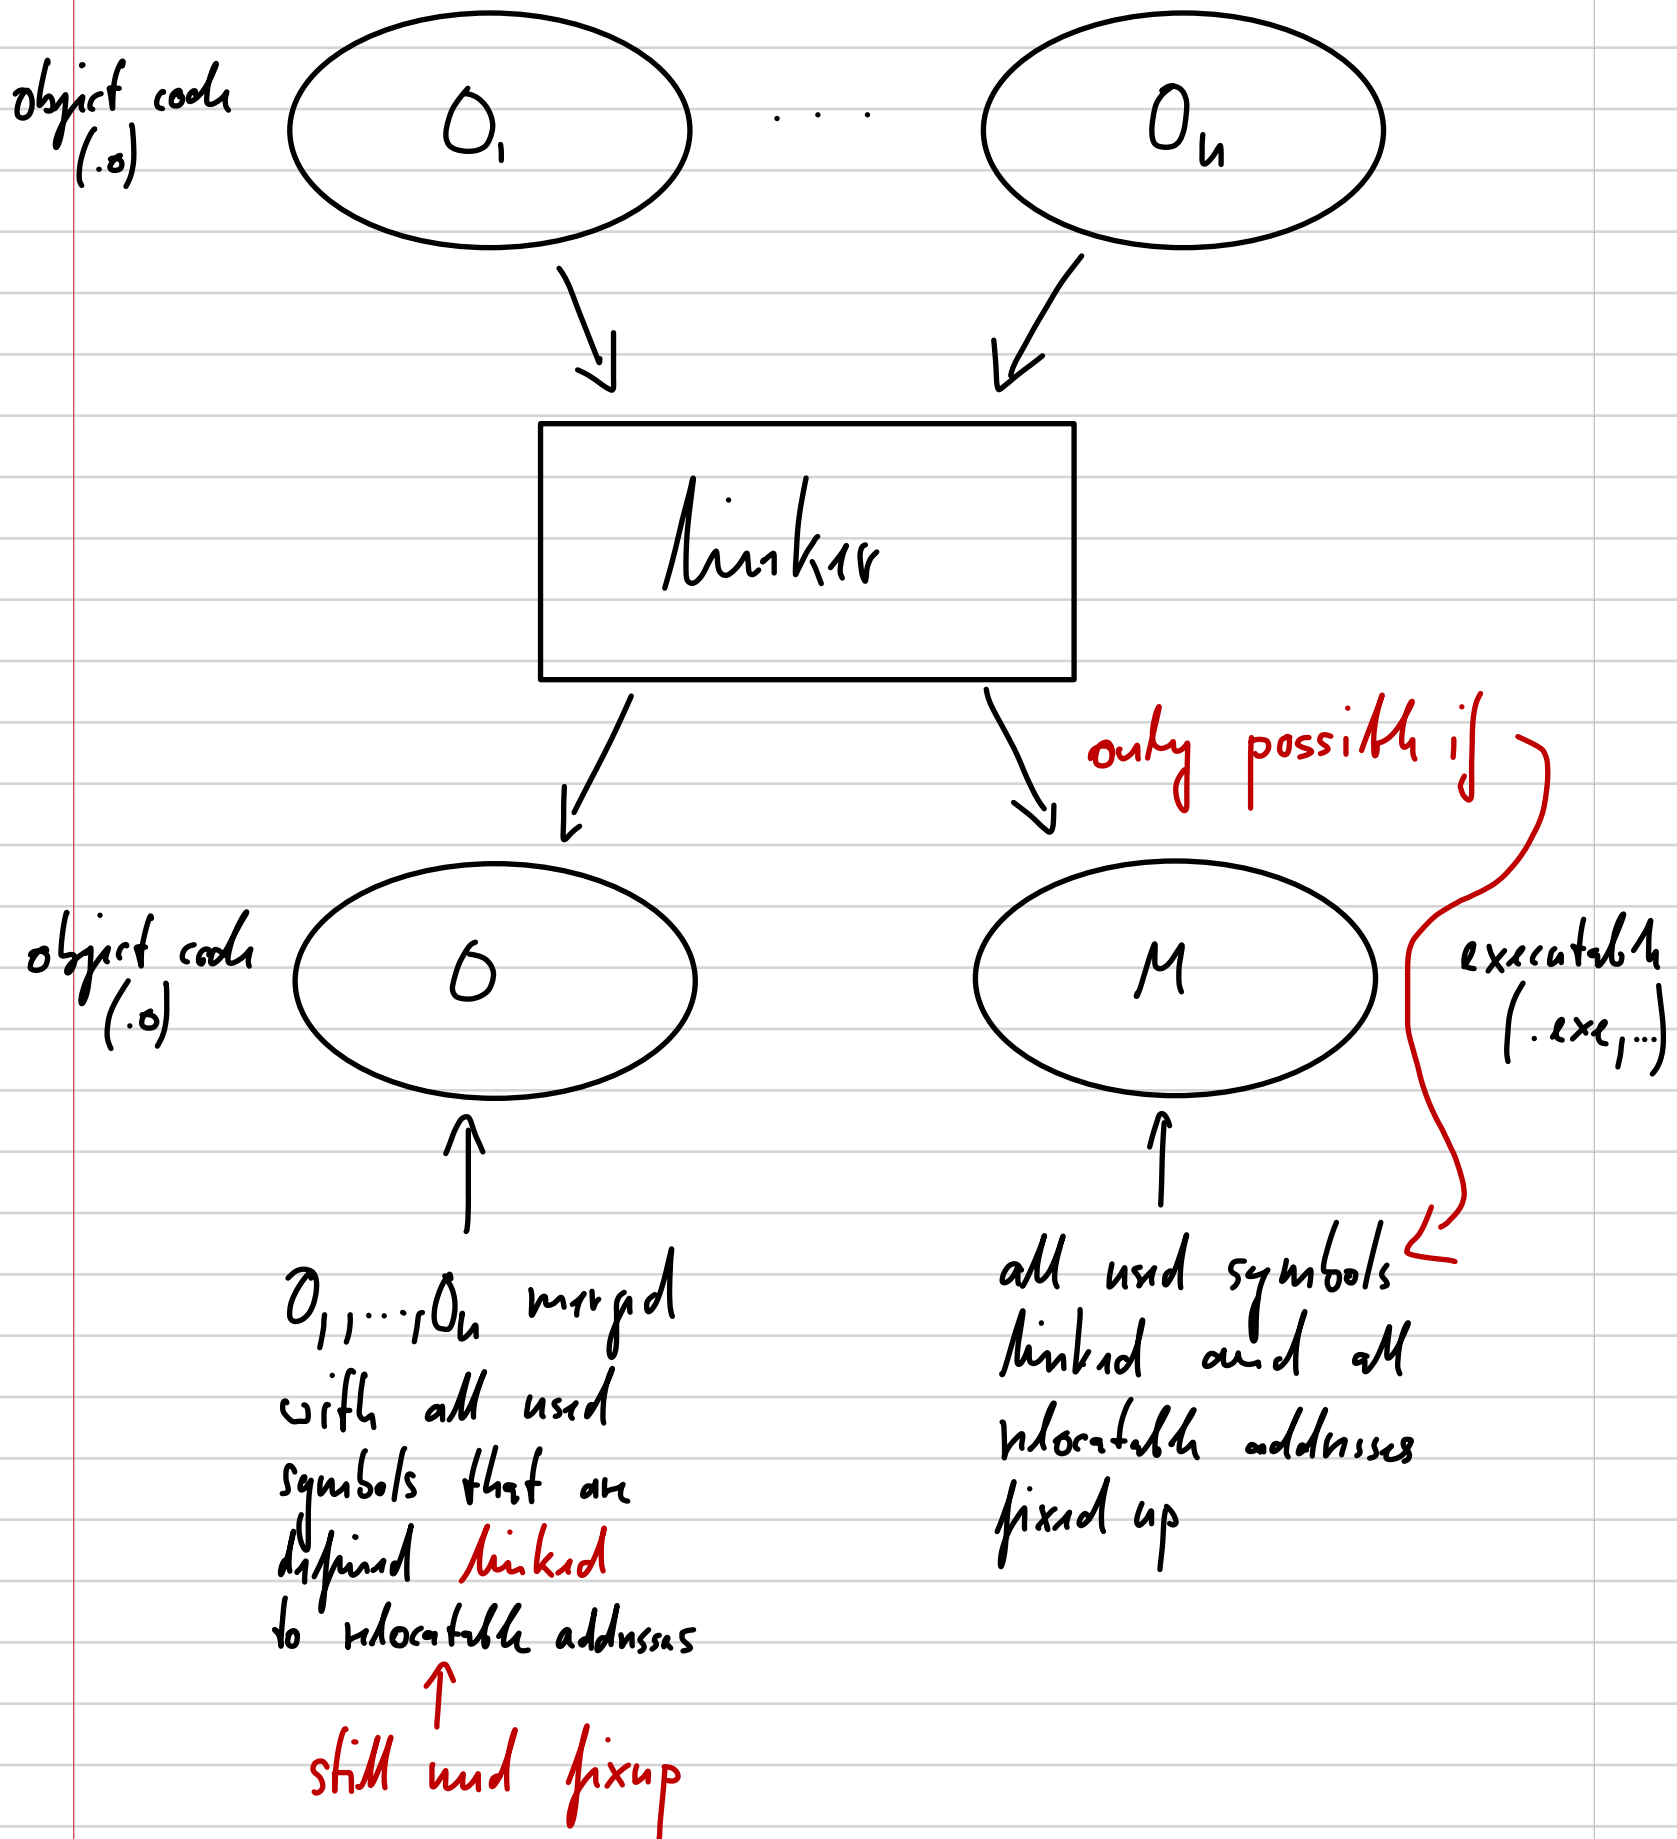 object code
(.o)
O₁
....
Oₙ
linker
only possible if
object code
(.o)
O
M
executable
(.exe,...)
O₁,...,Oₙ merged
with all used
symbols that are
defined linked
to relocatable addresses
still need fixup
all used symbols
linked and all
relocatable addresses
fixed up